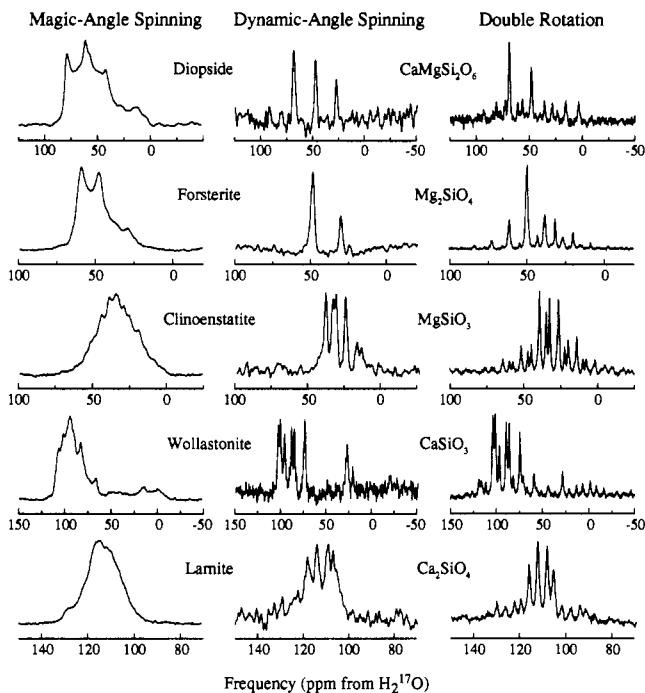 Magic-Angle Spinning Dynamic-Angle Spinning Double Rotation
Diopside CaMgSi₂O₆
100 50 0 100 50 0 100 50 0 -50
Forsterite Mg₂SiO₄
100 50 0 100 50 0 100 50 0
Clinoenstatite MgSiO₃
100 50 0 100 50 0 100 50 0
Wollastonite CaSiO₃
150 100 50 0 -50 150 100 50 0 -50 150 100 50 0 -50
Larnite Ca₂SiO₄
140 120 100 80 140 120 100 80 140 120 100 80
Frequency (ppm from H₂¹⁷O)